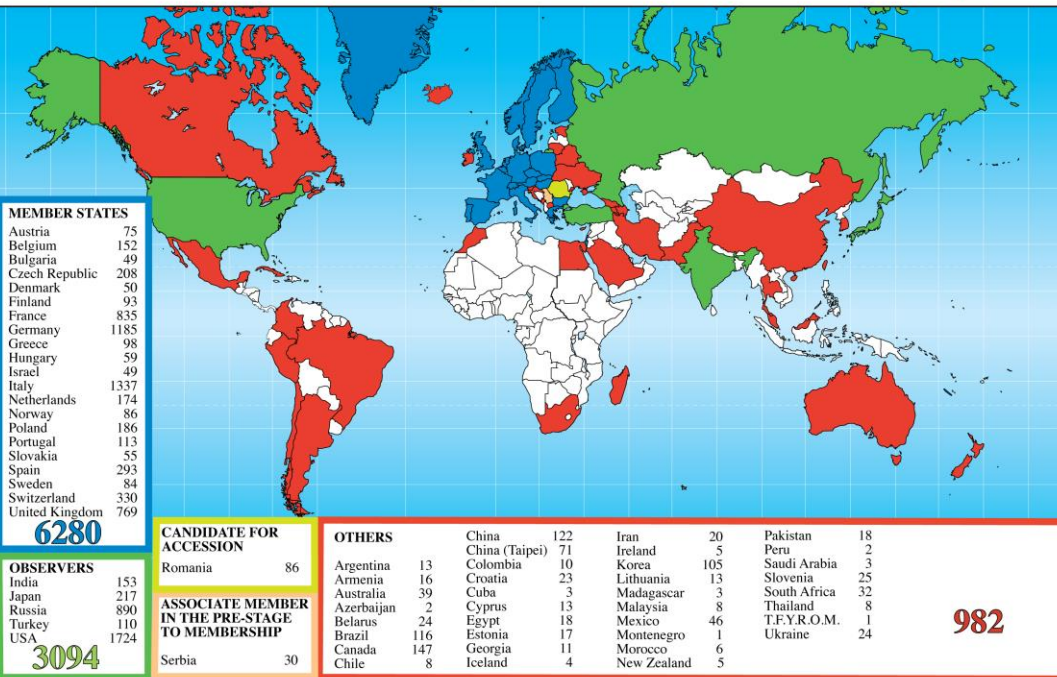 MEMBER STATES
Austria 75
Belgium 152
Bulgaria 49
Czech Republic 208
Denmark 50
Finland 93
France 835
Germany 1185
Greece 98
Hungary 59
Israel 49
Italy 1337
Netherlands 174
Norway 86
Poland 186
Portugal 113
Slovakia 55
Spain 293
Sweden 84
Switzerland 330
United Kingdom 769
6280
OBSERVERS
India 153
Japan 217
Russia 890
Turkey 110
USA 1724
3094
CANDIDATE FOR
ACCESSION
Romania 86
ASSOCIATE MEMBER
IN THE PRE-STAGE
TO MEMBERSHIP
Serbia 30
OTHERS
Argentina 13
Armenia 16
Australia 39
Azerbaijan 2
Belarus 24
Brazil 116
Canada 147
Chile 8
China 122
China (Taipei) 71
Colombia 10
Croatia 23
Cuba 3
Cyprus 13
Egypt 18
Estonia 17
Georgia 11
Iceland 4
Iran 20
Ireland 5
Korea 105
Lithuania 13
Madagascar 3
Malaysia 8
Mexico 46
Montenegro 1
Morocco 6
New Zealand 5
Pakistan 18
Peru 2
Saudi Arabia 3
Slovenia 25
South Africa 32
Thailand 8
T.F.Y.R.O.M. 1
Ukraine 24
982